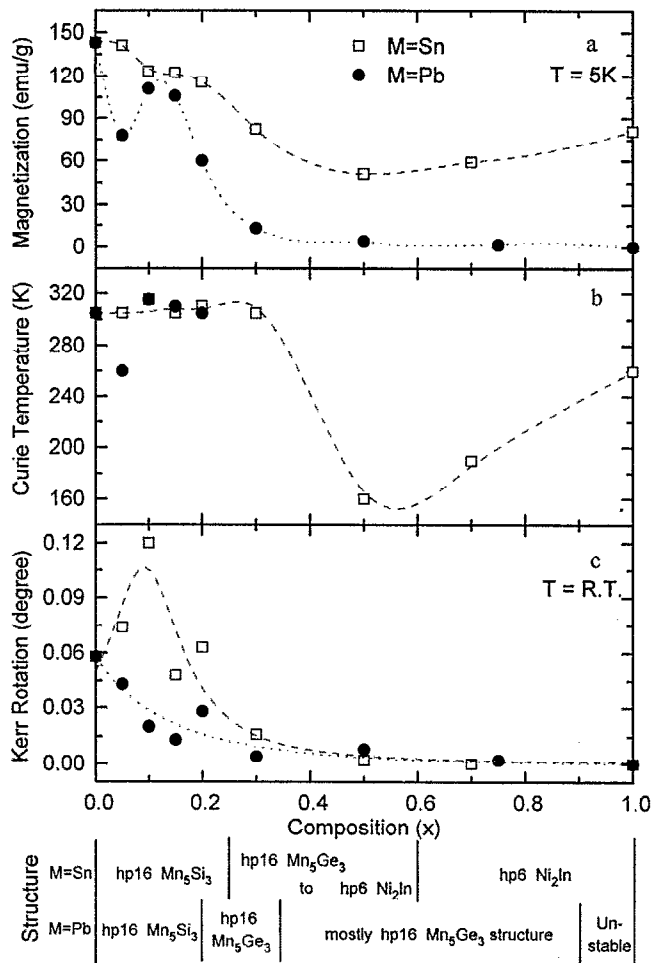 Magnetization (emu/g)
150
120
90
60
30
0
M=Sn
M=Pb
a
T = 5K
Curie Temperature (K)
320
280
240
200
160
b
Kerr Rotation (degree)
0.12
0.09
0.06
0.03
0.00
c
T = R.T.
0.0 0.2 0.4 0.6 0.8 1.0
Composition (x)
Structure
M=Sn
hp16 Mn₅Si₃
hp16 Mn₅Ge₃
to hp6 Ni₂In
hp6 Ni₂In
M=Pb
hp16 Mn₅Si₃
hp16
Mn₅Ge₃
mostly hp16 Mn₅Ge₃ structure
Un-
stable